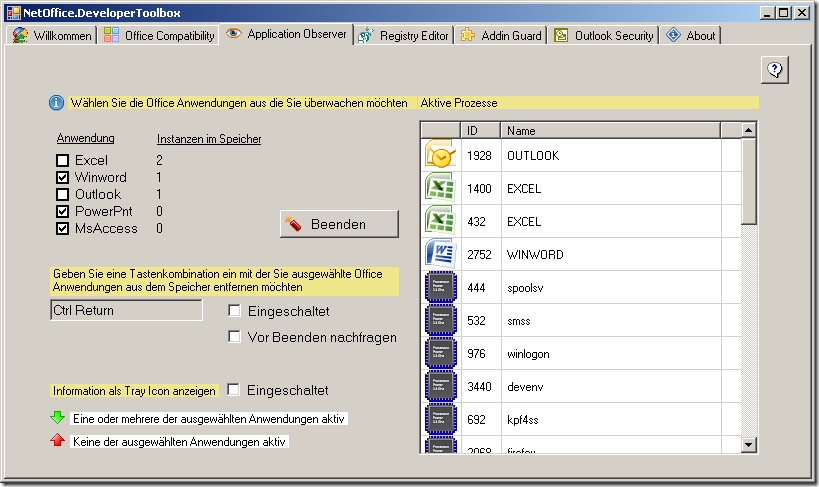 NetOffice.DeveloperToolbox
Willkommen
Office Compatibility
Application Observer
Registry Editor
Addin Guard
Outlook Security
About
Wählen Sie die Office Anwendungen aus die Sie überwachen möchten
Aktive Prozesse
Anwendung
Instanzen im Speicher
Excel 2
Winword 1
Outlook 1
PowerPnt 0
MsAccess 0
Beenden
Geben Sie eine Tastenkombination ein mit der Sie ausgewählte Office
Anwendungen aus dem Speicher entfernen möchten
Ctrl Return
Eingeschaltet
Vor Beenden nachfragen
Information als Tray Icon anzeigen
Eingeschaltet
Eine oder mehrere der ausgewählten Anwendungen aktiv
Keine der ausgewählten Anwendungen aktiv
ID Name
1928 OUTLOOK
1400 EXCEL
432 EXCEL
2752 WINWORD
444 spoolsv
532 smss
976 winlogon
3440 devenv
692 kpf4ss
2068 firefox